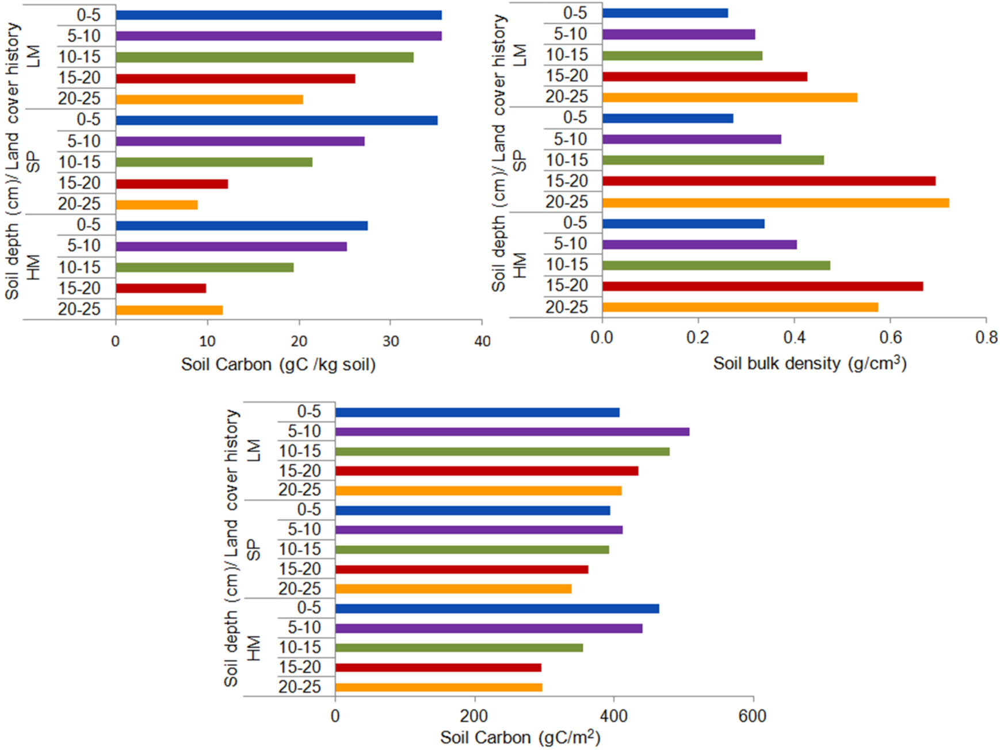 Soil depth (cm)/ Land cover history
LM
0-5
5-10
10-15
15-20
20-25
SP
0-5
5-10
10-15
15-20
20-25
HM
0-5
5-10
10-15
15-20
20-25
0 10 20 30 40
Soil Carbon (gC /kg soil)
Soil depth (cm)/ Land cover history
LM
0-5
5-10
10-15
15-20
20-25
SP
0-5
5-10
10-15
15-20
20-25
HM
0-5
5-10
10-15
15-20
20-25
0.0 0.2 0.4 0.6 0.8
Soil bulk density (g/cm³)
Soil depth (cm)/ Land cover history
LM
0-5
5-10
10-15
15-20
20-25
SP
0-5
5-10
10-15
15-20
20-25
HM
0-5
5-10
10-15
15-20
20-25
0 200 400 600
Soil Carbon (gC/m²)